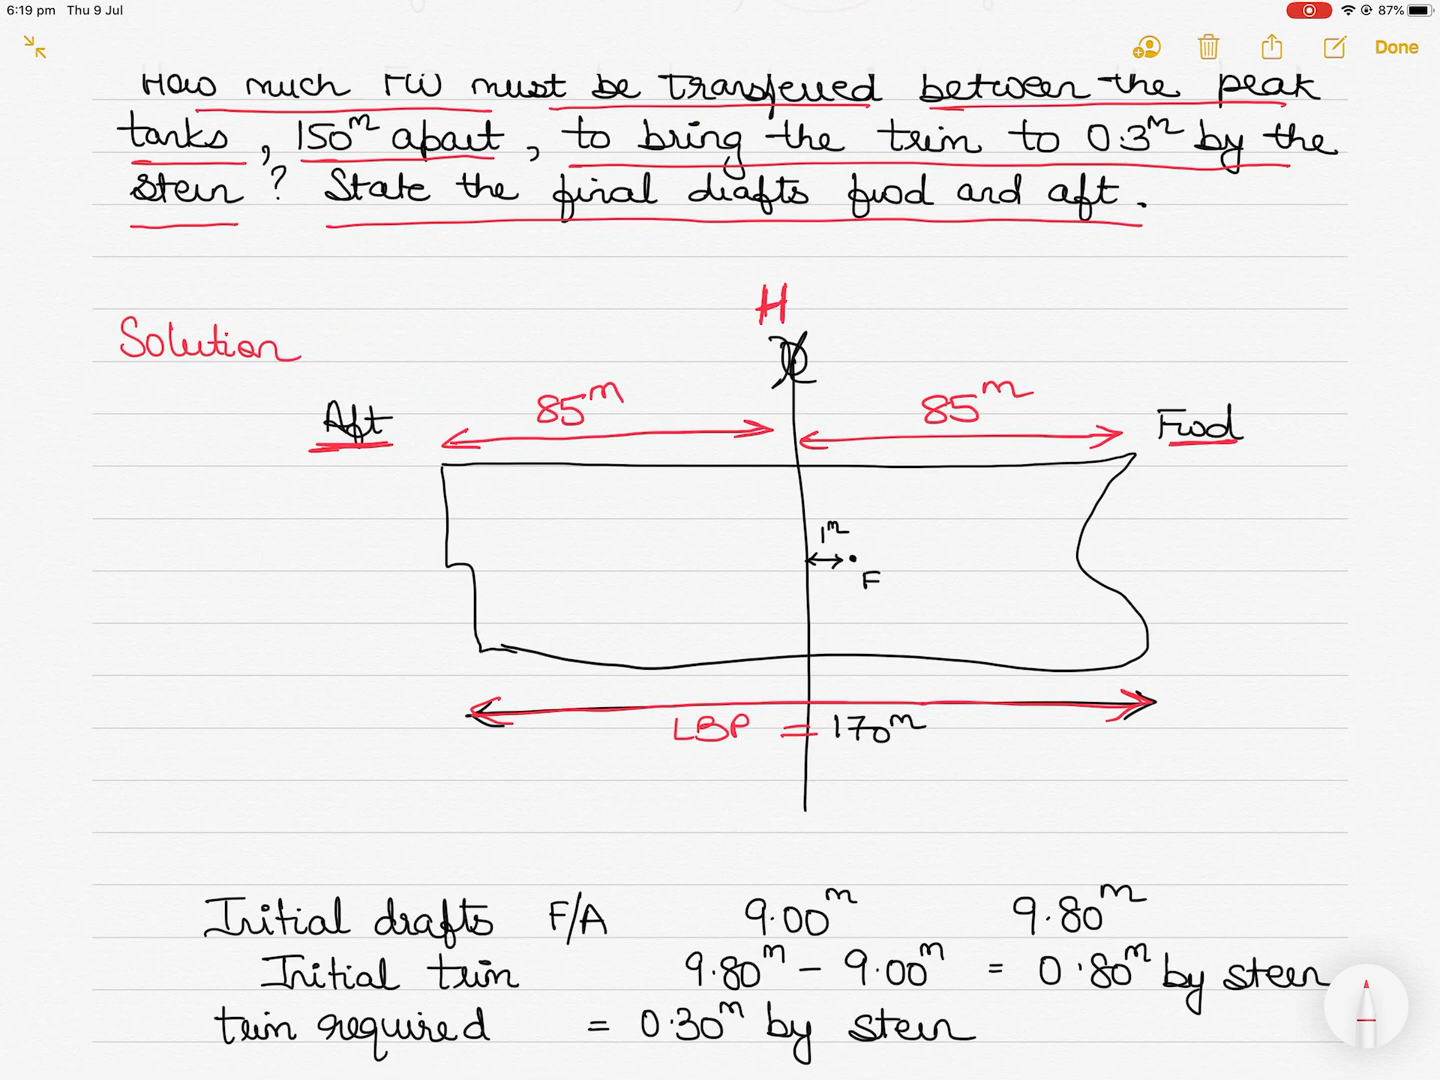 6:19 pm Thu 9 Jul
87%
Done
How much FW must be transferred between the peak
tanks, 150m apart, to bring the trim to 0.3m by the
stern? State the final drafts fwd and aft.
H
Solution
85m 85m
Aft Fwd
1m
F
LBP = 170m
Initial drafts F/A 9.00m 9.80m
Initial trim 9.80m - 9.00m = 0.80m by stern
trim required = 0.30m by stern